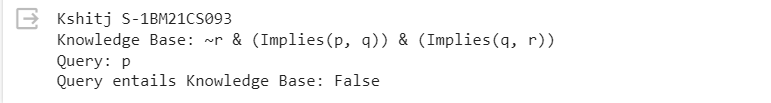 Kshitj S-1BM21CS093
Knowledge Base: ~r & (Implies(p, q)) & (Implies(q, r))
Query: p
Query entails Knowledge Base: False